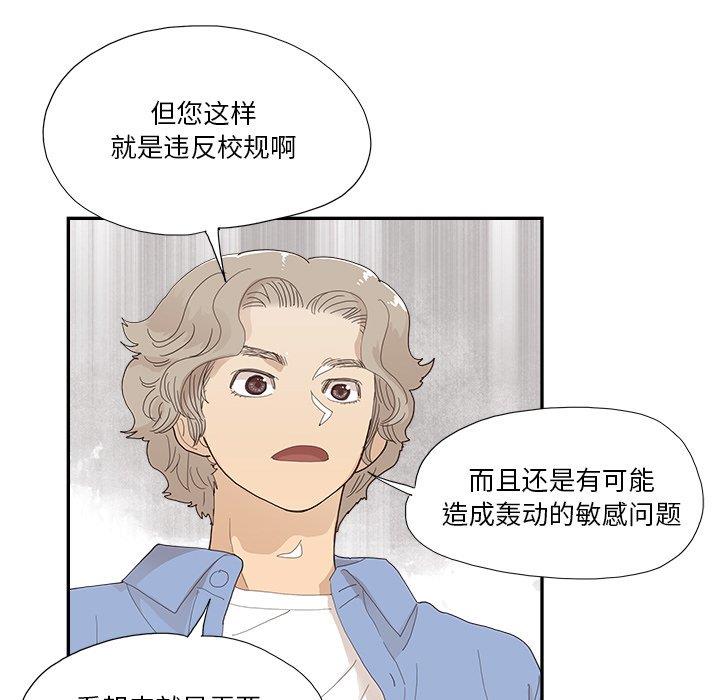 但您这样
就是违反校规啊
而且还是有可能
造成轰动的敏感问题